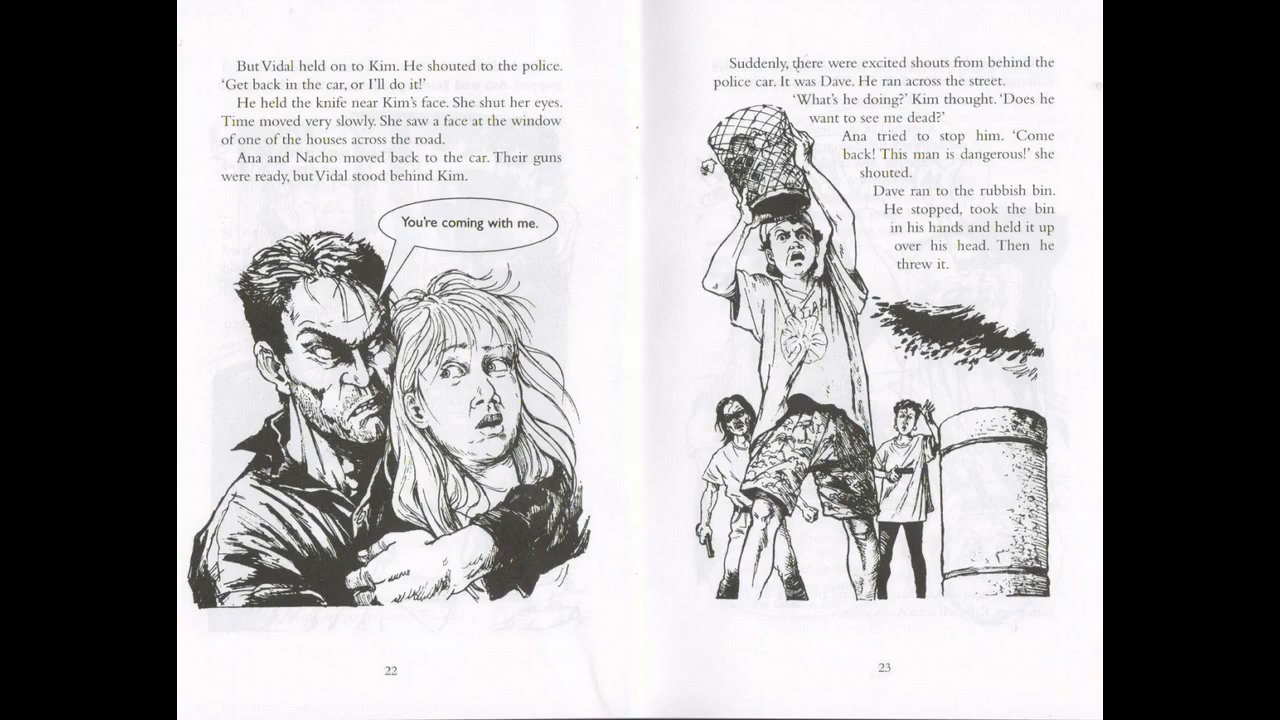 But Vidal held on to Kim. He shouted to the police.
‘Get back in the car, or I’ll do it!’
He held the knife near Kim’s face. She shut her eyes.
Time moved very slowly. She saw a face at the window
of one of the houses across the road.
Ana and Nacho moved back to the car. Their guns
were ready, but Vidal stood behind Kim.
You’re coming with me.
22
Suddenly, there were excited shouts from behind the
police car. It was Dave. He ran across the street.
‘What’s he doing?’ Kim thought. ‘Does he
want to see me dead?’
Ana tried to stop him. ‘Come
back! This man is dangerous!’ she
shouted.
Dave ran to the rubbish bin.
He stopped, took the bin
in his hands and held it up
over his head. Then he
threw it.
23